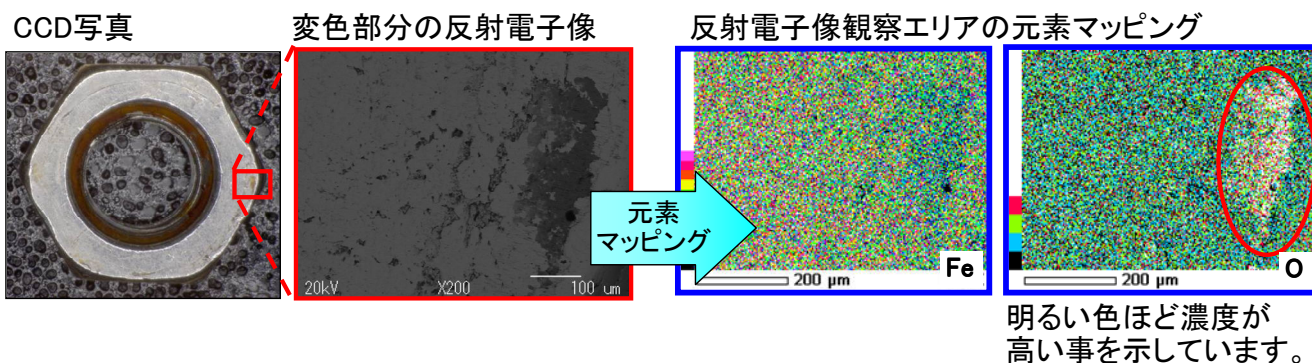 CCD写真
変色部分の反射電子像
反射電子像観察エリアの元素マッピング
20kV X200 100 um
元素
マッピング
200 μm
Fe
200 μm
O
明るい色ほど濃度が
高い事を示しています。